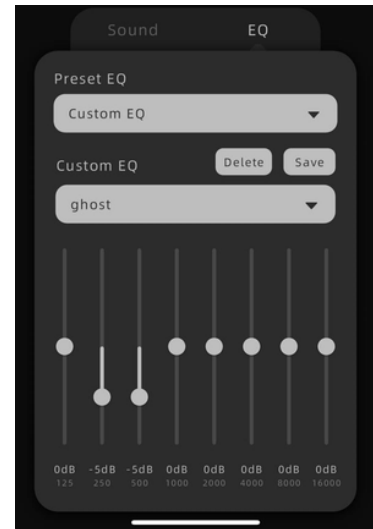 Sound EQ
Preset EQ
Custom EQ
Custom EQ Delete Save
ghost
0dB -5dB -5dB 0dB 0dB 0dB 0dB 0dB
125 250 500 1000 2000 4000 8000 16000